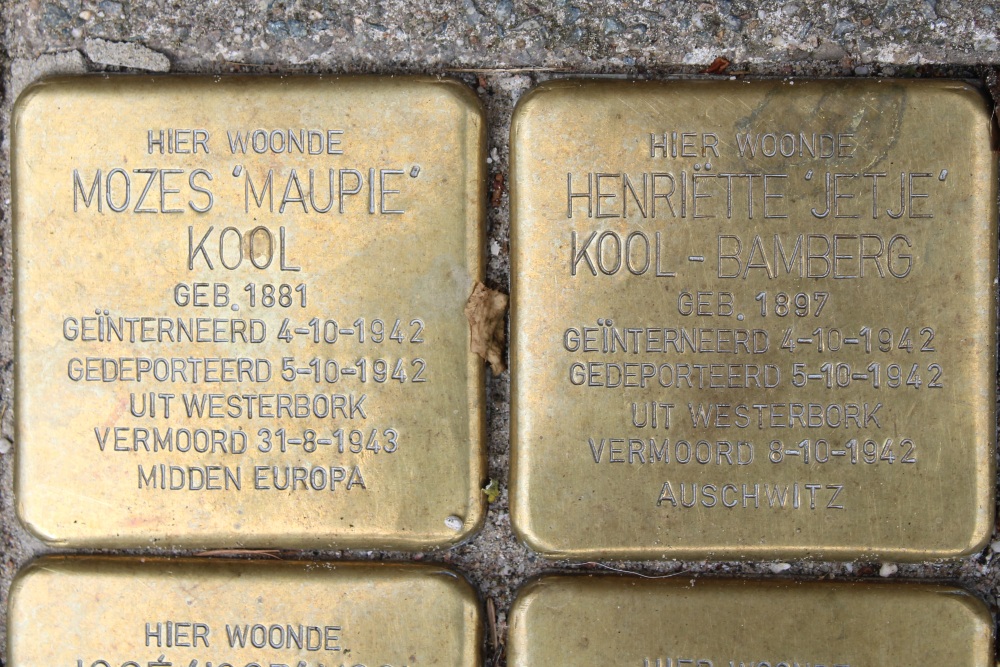 HIER WOONDE
MOZES "MAUPIE"
KOOL
GEB. 1881
GEÏNTERNEERD 4-10-1942
GEDEPORTEERD 5-10-1942
UIT WESTERBORK
VERMOORD 31-8-1943
MIDDEN EUROPA
HIER WOONDE
HENRIËTTE "JETJE"
KOOL - BAMBERG
GEB. 1897
GEÏNTERNEERD 4-10-1942
GEDEPORTEERD 5-10-1942
UIT WESTERBORK
VERMOORD 8-10-1942
AUSCHWITZ
HIER WOONDE
HIER WOONDE